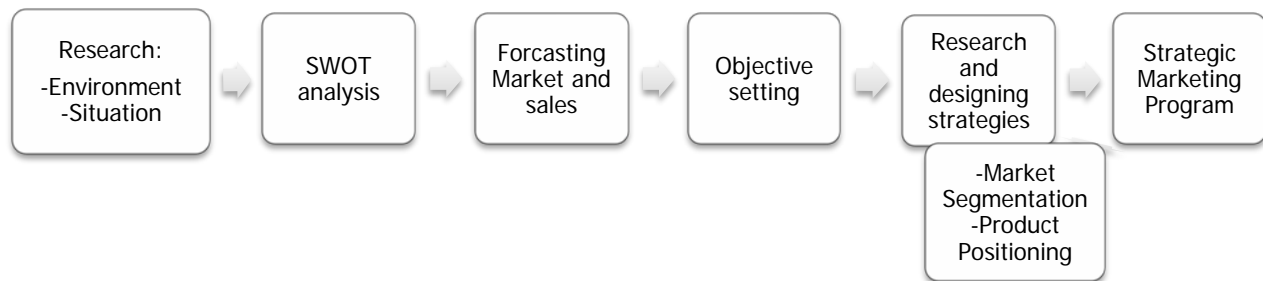 Research:
-Environment
-Situation
SWOT
analysis
Forcasting
Market and
sales
Objective
setting
Research
and
designing
strategies
-Market
Segmentation
-Product
Positioning
Strategic
Marketing
Program